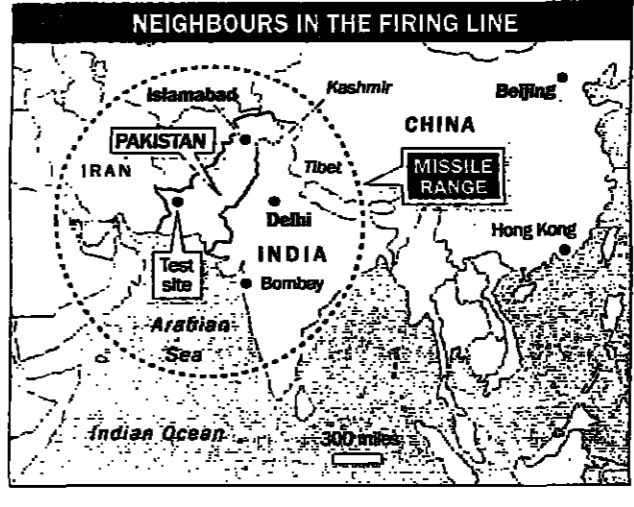 NEIGHBOURS IN THE FIRING LINE
Islamabad
Kashmir
Beijing
PAKISTAN
CHINA
IRAN
Tibet
MISSILE
RANGE
Delhi
Hong Kong
INDIA
Test
site
Bombay
Arabian
Sea
Indian Ocean
300 miles